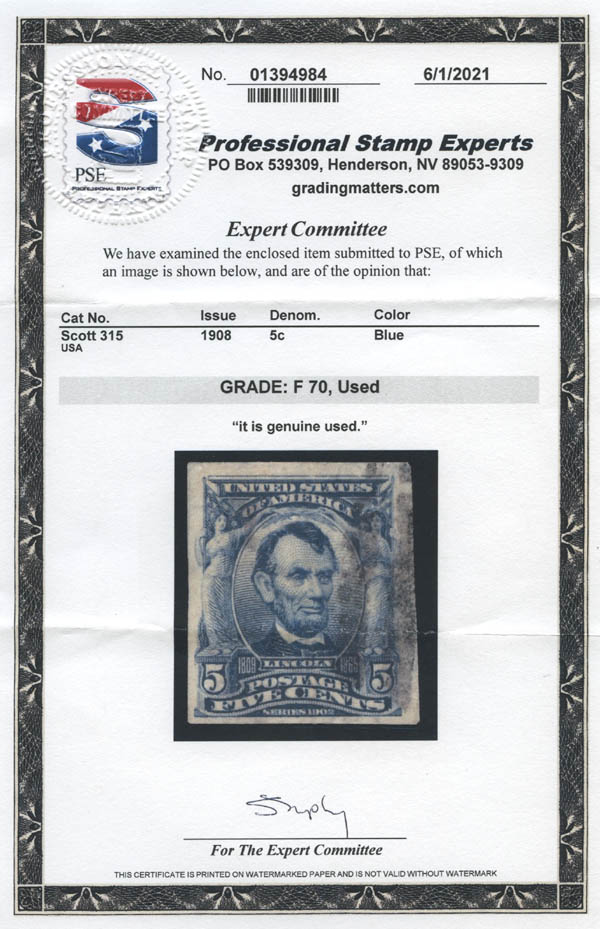 No. 01394984 6/1/2021
PSE
PROFESSIONAL STAMP EXPERTS
Professional Stamp Experts
PO Box 539309, Henderson, NV 89053-9309
gradingmatters.com
Expert Committee
We have examined the enclosed item submitted to PSE, of which
an image is shown below, and are of the opinion that:
Cat No. Issue Denom. Color
Scott 315 1908 5c Blue
USA
GRADE: F 70, Used
“it is genuine used.”
UNITED STATES
OF AMERICA
1809 LINCOLN 1865
5 POSTAGE 5
FIVE CENTS
SERIES 1902
For The Expert Committee
THIS CERTIFICATE IS PRINTED ON WATERMARKED PAPER AND IS NOT VALID WITHOUT WATERMARK